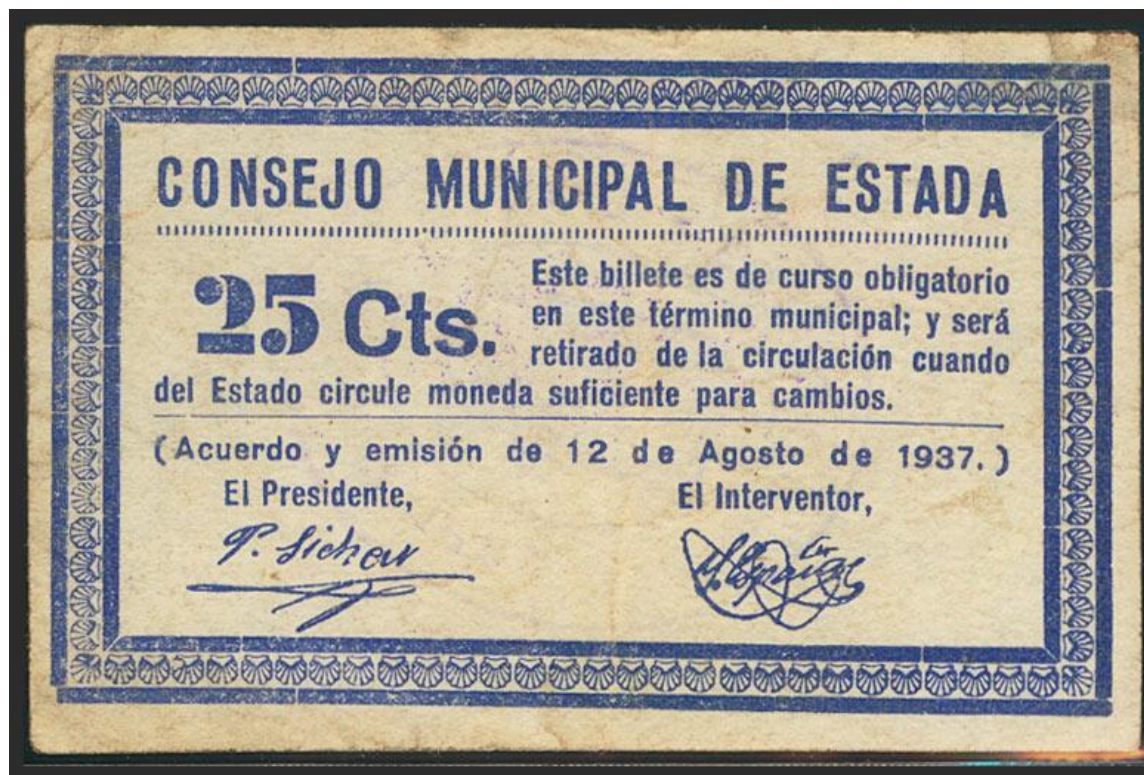 CONSEJO MUNICIPAL DE ESTADA
25 Cts.
Este billete es de curso obligatorio
en este término municipal; y será
retirado de la circulación cuando
del Estado circule moneda suficiente para cambios.
(Acuerdo y emisión de 12 de Agosto de 1937.)
El Presidente,
El Interventor,